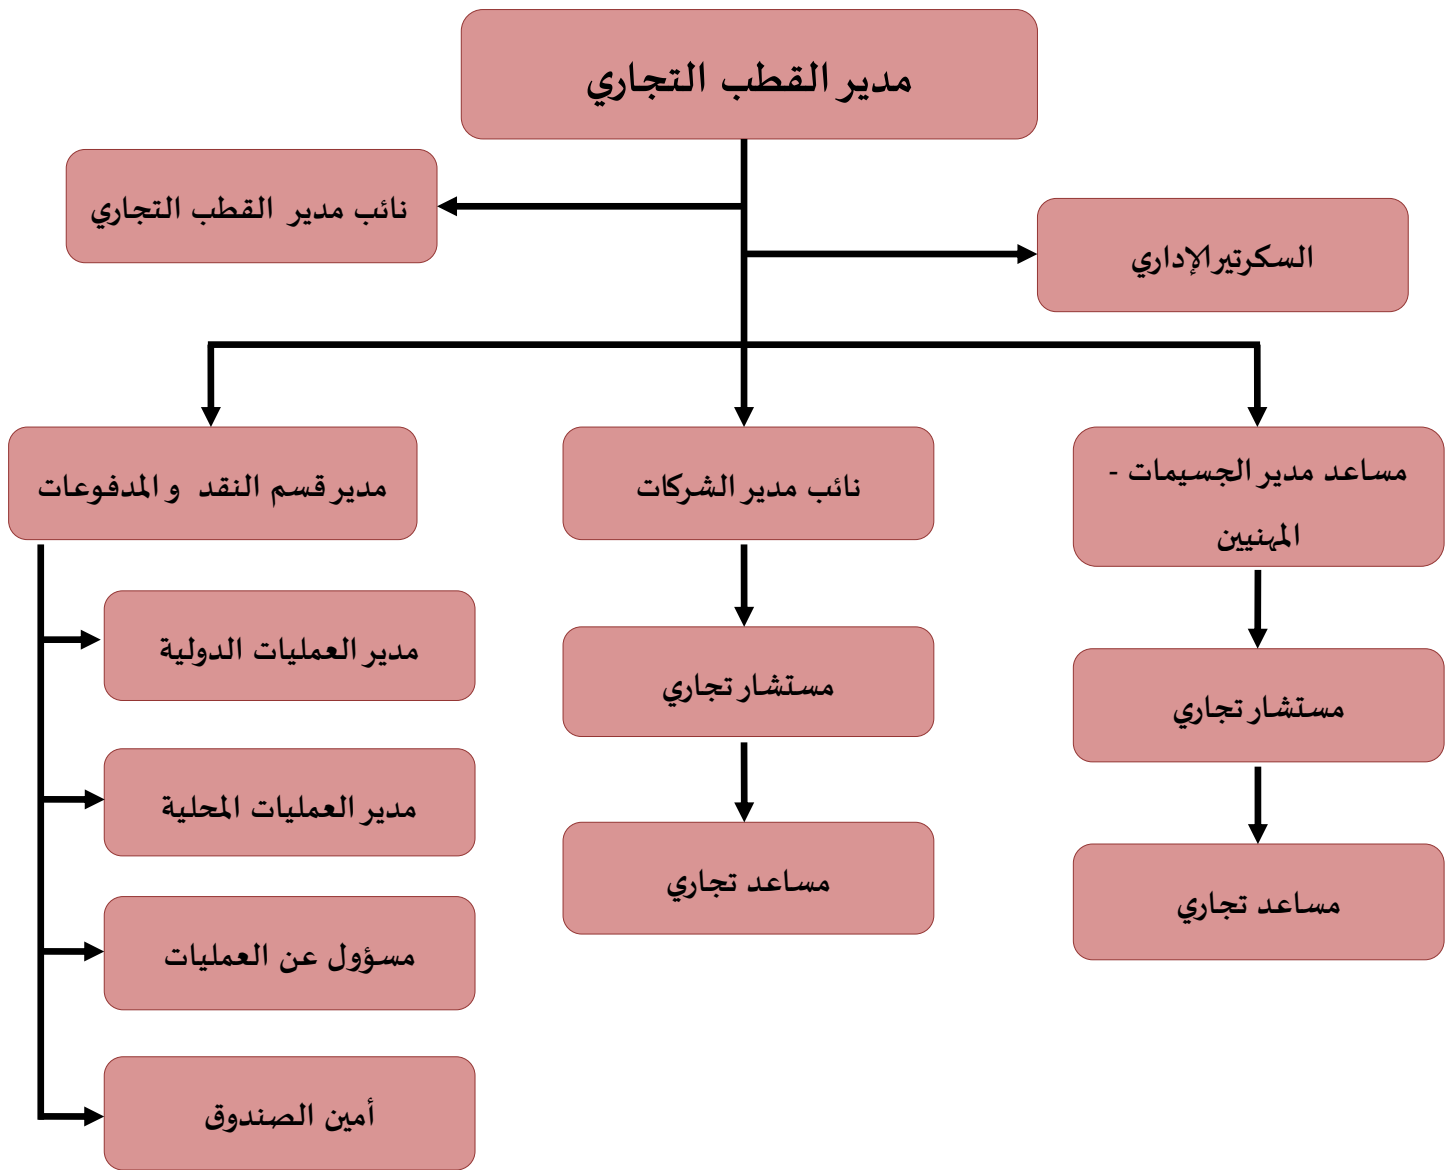 مدير القطب التجاري
نائب مدير القطب التجاري
السكرتير الإداري
مساعد مدير الجسيمات -
المهنيين
نائب مدير الشركات
مدير قسم النقد و المدفوعات
مستشار تجاري
مساعد تجاري
مستشار تجاري
مساعد تجاري
مدير العمليات الدولية
مدير العمليات المحلية
مسؤول عن العمليات
أمين الصندوق